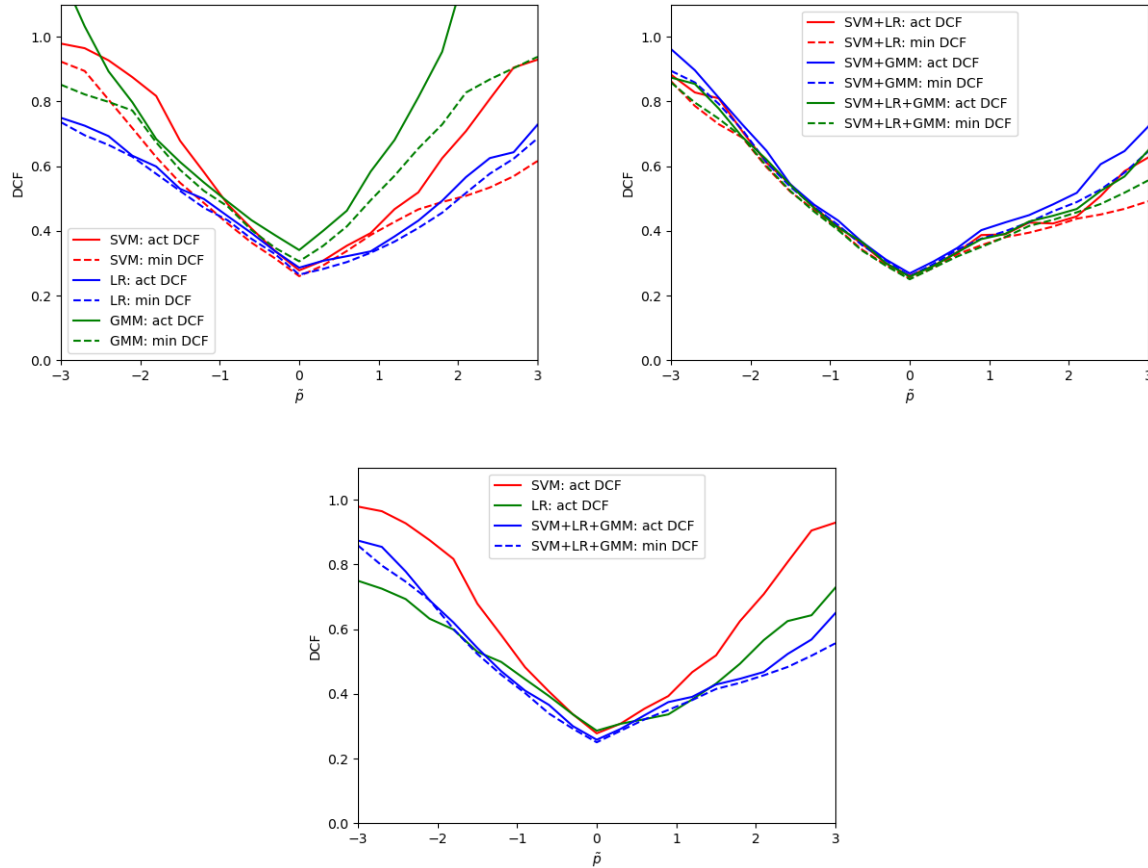 1.0
0.8
0.6
0.4
0.2
0.0
DCF
SVM: act DCF
SVM: min DCF
LR: act DCF
LR: min DCF
GMM: act DCF
GMM: min DCF
−3 −2 −1 0 1 2 3
p̃
1.0
0.8
0.6
0.4
0.2
0.0
DCF
SVM+LR: act DCF
SVM+LR: min DCF
SVM+GMM: act DCF
SVM+GMM: min DCF
SVM+LR+GMM: act DCF
SVM+LR+GMM: min DCF
−3 −2 −1 0 1 2 3
p̃
1.0
0.8
0.6
0.4
0.2
0.0
DCF
SVM: act DCF
LR: act DCF
SVM+LR+GMM: act DCF
SVM+LR+GMM: min DCF
−3 −2 −1 0 1 2 3
p̃